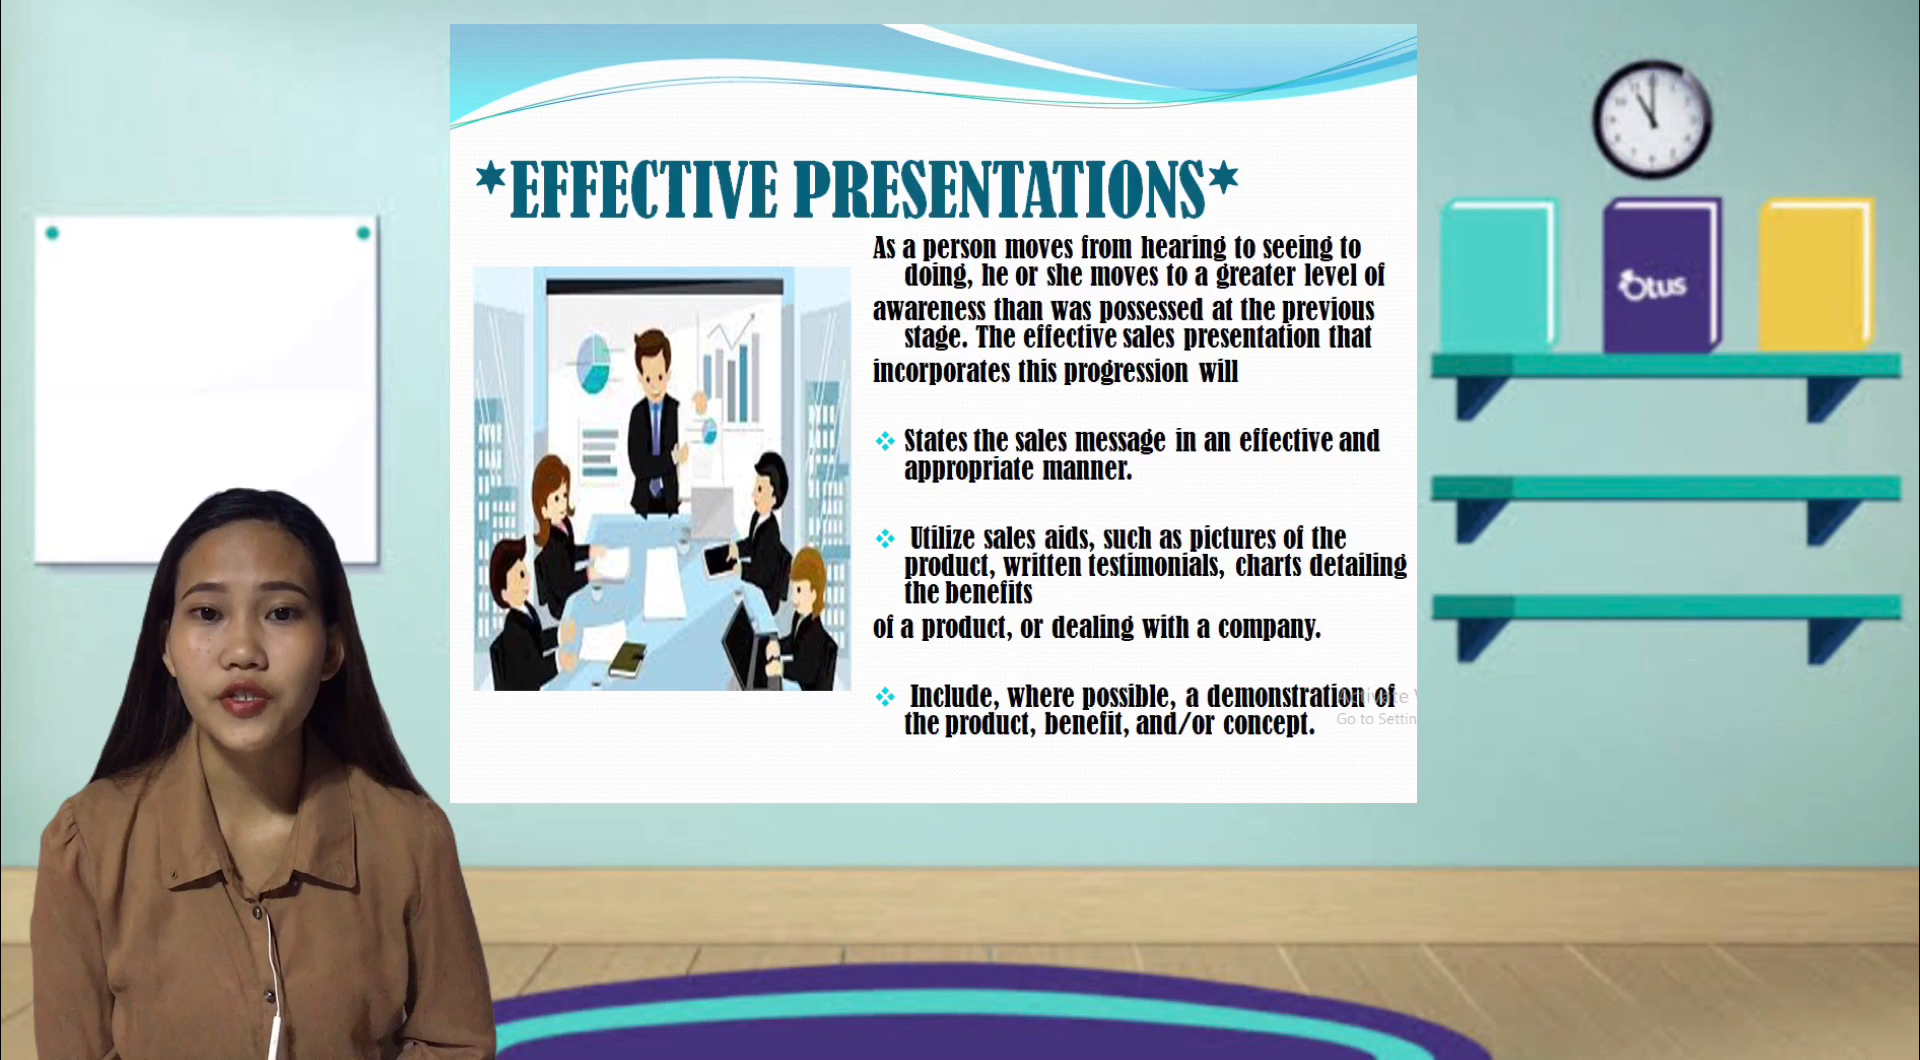 *EFFECTIVE PRESENTATIONS*
As a person moves from hearing to seeing to
doing, he or she moves to a greater level of
awareness than was possessed at the previous
stage. The effective sales presentation that
incorporates this progression will
States the sales message in an effective and
appropriate manner.
Utilize sales aids, such as pictures of the
product, written testimonials, charts detailing
the benefits
of a product, or dealing with a company.
Include, where possible, a demonstration of
the product, benefit, and/or concept.
Activate
Go to Settin
Otus